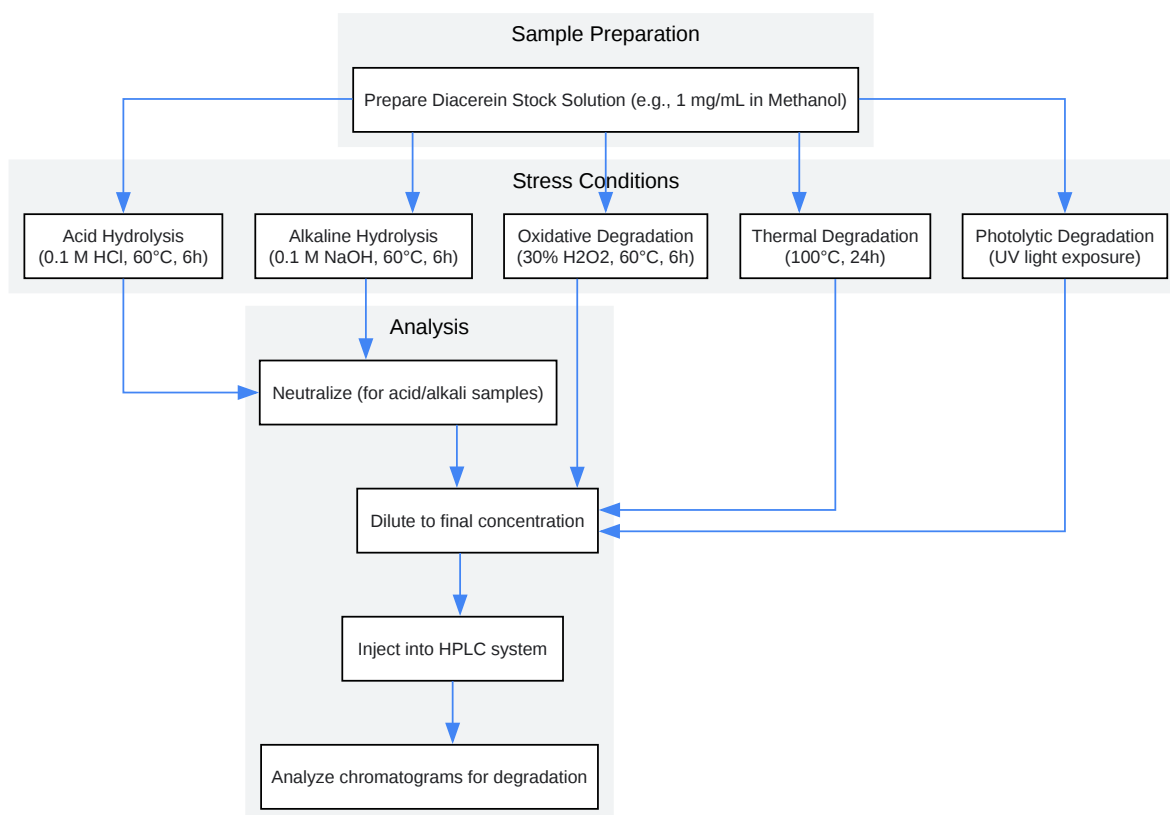 Sample Preparation
Prepare Diacerein Stock Solution (e.g., 1 mg/mL in Methanol)
Stress Conditions
Acid Hydrolysis
(0.1 M HCl, 60°C, 6h)
Alkaline Hydrolysis
(0.1 M NaOH, 60°C, 6h)
Oxidative Degradation
(30% H2O2, 60°C, 6h)
Thermal Degradation
(100°C, 24h)
Photolytic Degradation
(UV light exposure)
Analysis
Neutralize (for acid/alkali samples)
Dilute to final concentration
Inject into HPLC system
Analyze chromatograms for degradation